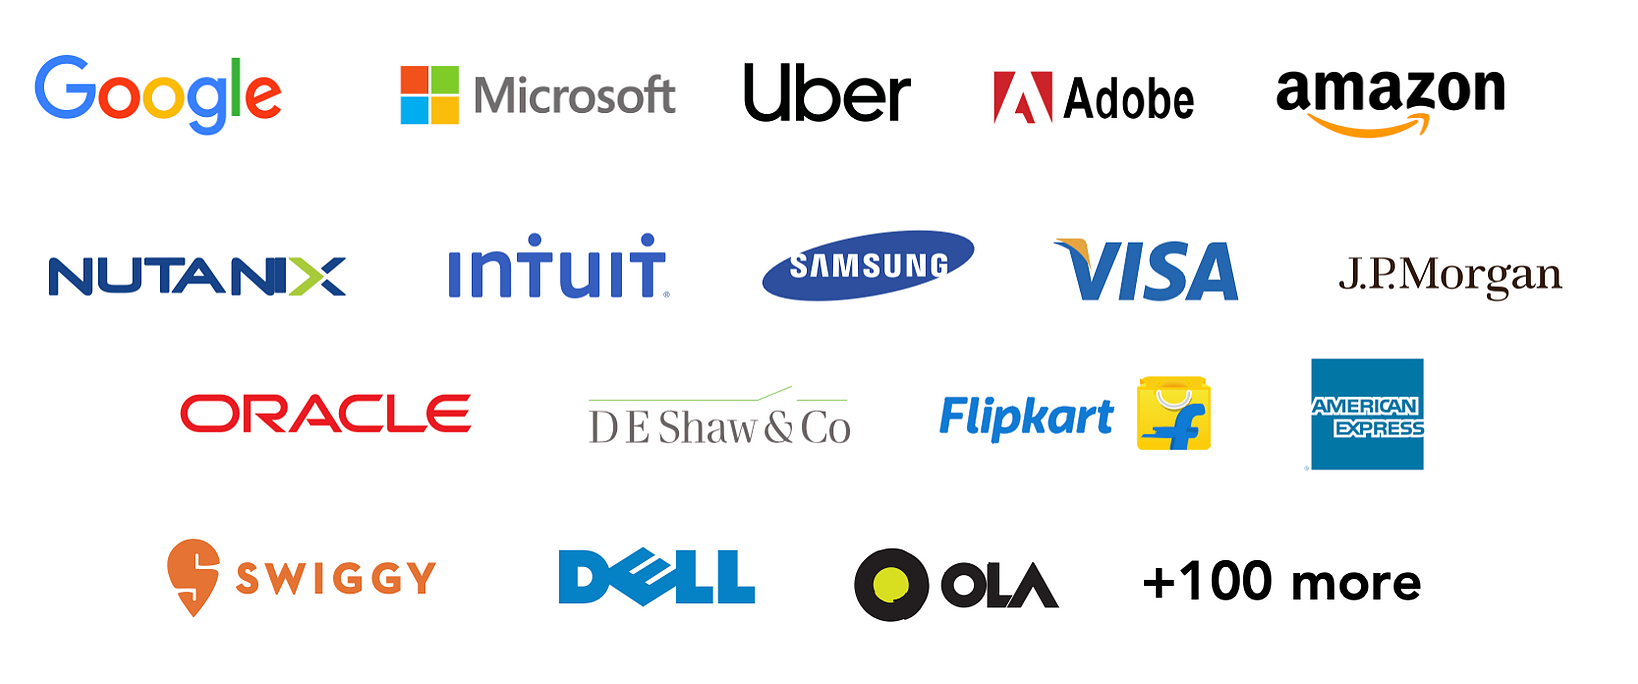 Google Microsoft Uber Adobe amazon
NUTANIX intuit® SAMSUNG VISA J.P.Morgan
ORACLE D E Shaw & Co Flipkart f AMERICAN EXPRESS®
SWIGGY DELL OLA +100 more